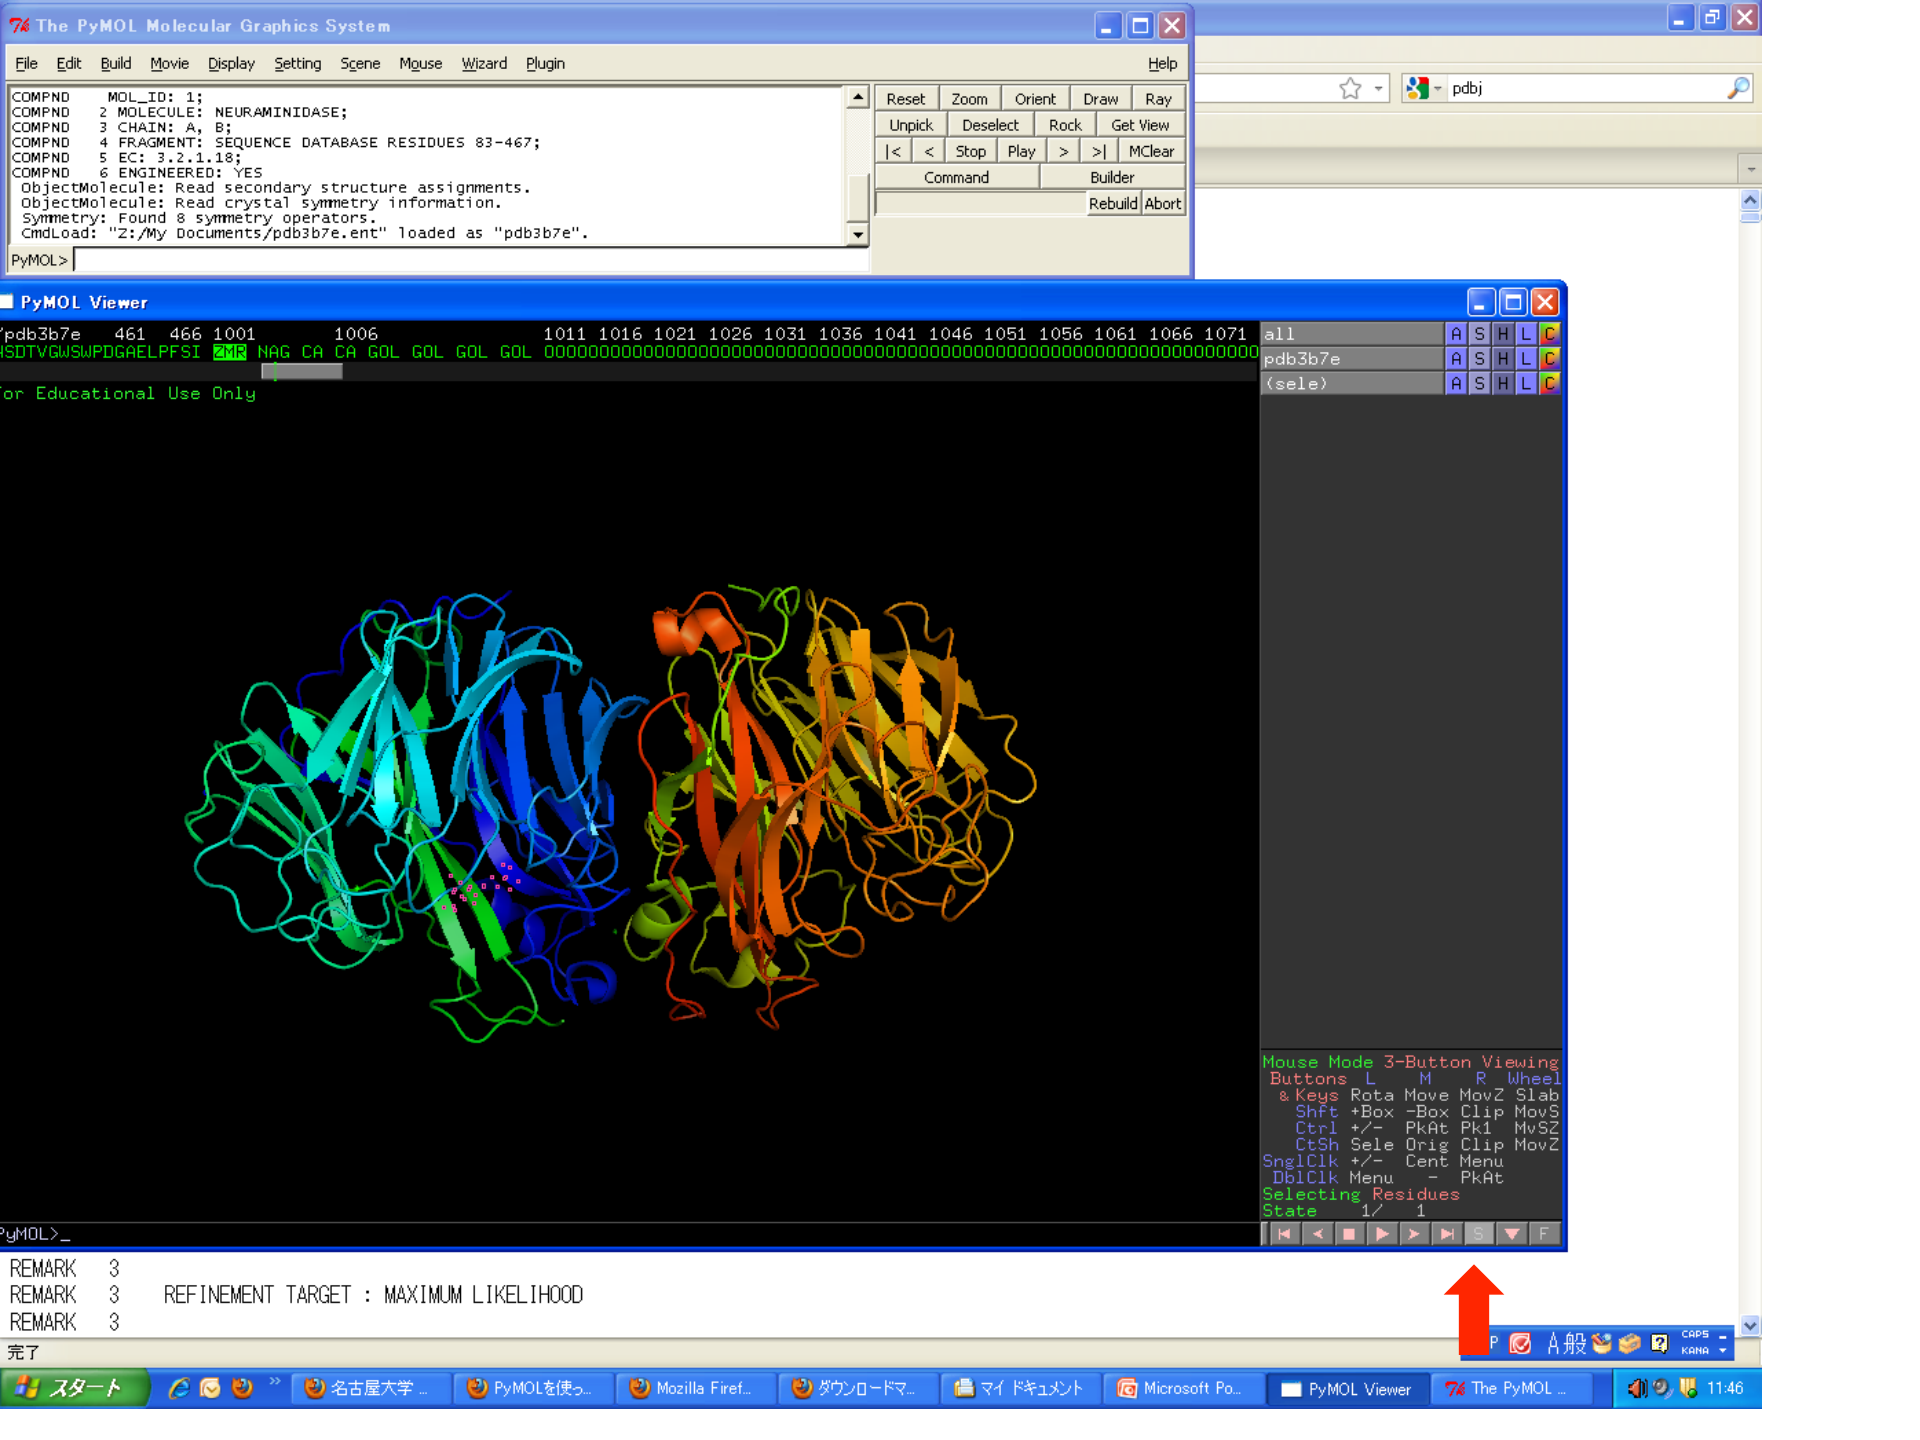 The PyMOL Molecular Graphics System
File Edit Build Movie Display Setting Scene Mouse Wizard Plugin Help
COMPND MOL_ID: 1;
COMPND 2 MOLECULE: NEURAMINIDASE;
COMPND 3 CHAIN: A, B;
COMPND 4 FRAGMENT: SEQUENCE DATABASE RESIDUES 83-467;
COMPND 5 EC: 3.2.1.18;
COMPND 6 ENGINEERED: YES
ObjectMolecule: Read secondary structure assignments.
ObjectMolecule: Read crystal symmetry information.
Symmetry: Found 8 symmetry operators.
CmdLoad: "Z:/My Documents/pdb3b7e.ent" loaded as "pdb3b7e".
PyMOL>
Reset Zoom Orient Draw Ray
Unpick Deselect Rock Get View
|< < Stop Play > >| MClear
Command Builder
Rebuild Abort
pdbj
PyMOL Viewer
/pdb3b7e 461 466 1001 1006 1011 1016 1021 1026 1031 1036 1041 1046 1051 1056 1061 1066 1071
HSDTVGWSWPDGAELPFSI ZMR NAG CA CA GOL GOL GOL GOL OOOOOOOOOOOOOOOOOOOOOOOOOOOOOOOOOOOOOOOOOOOOOOOOOOOOOOOOOOOOOOOOO
For Educational Use Only
all A S H L C
pdb3b7e A S H L C
(sele) A S H L C
Mouse Mode 3-Button Viewing
Buttons L M R Wheel
& Keys Rota Move MovZ Slab
Shft +Box -Box Clip MovS
Ctrl +/- PkAt Pk1 MvSZ
CtSh Sele Orig Clip MovZ
SnglClk +/- Cent Menu
DblClk Menu - PkAt
Selecting Residues
State 1/ 1
S F
PyMOL>_
REMARK 3
REMARK 3 REFINEMENT TARGET : MAXIMUM LIKELIHOOD
REMARK 3
完了
P A 般 CAPS KANA
スタート
名古屋大学 ...
PyMOLを使っ...
Mozilla Firef...
ダウンロードマ...
マイ ドキュメント
Microsoft Po...
PyMOL Viewer
The PyMOL ...
11:46